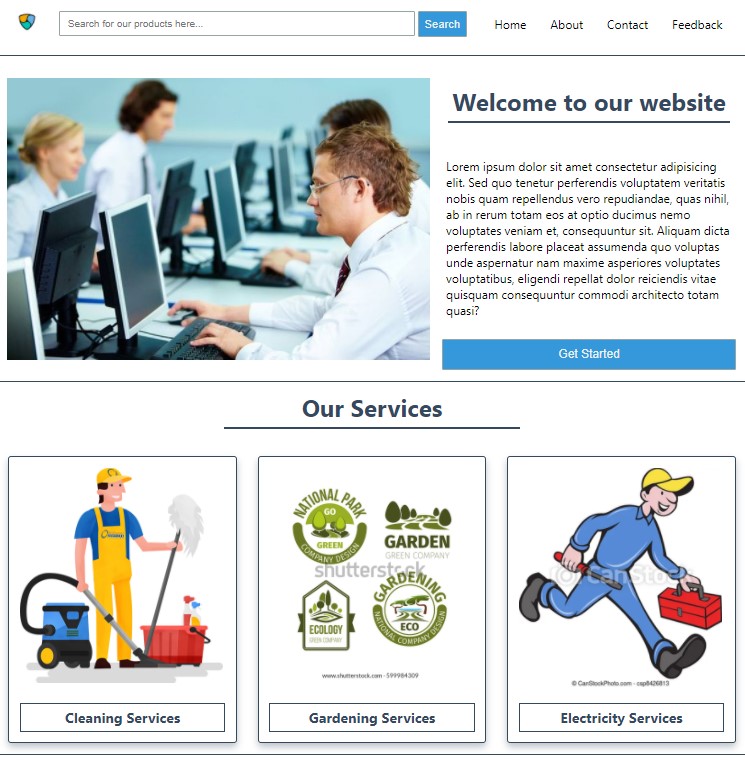 Search for our products here...
Search
Home
About
Contact
Feedback
Welcome to our website
Lorem ipsum dolor sit amet consectetur adipisicing
elit. Sed quo tenetur perferendis voluptatem veritatis
nobis quam repellendus vero repudiandae, quas nihil,
ab in rerum totam eos at optio ducimus nemo
voluptates veniam et, consequuntur sit. Aliquam dicta
perferendis labore placeat assumenda quo voluptas
unde aspernatur nam maxime asperiores voluptates
voluptatibus, eligendi repellat dolor reiciendis vitae
quisquam consequuntur commodi architecto totam
quasi?
Get Started
Our Services
NATIONAL PARK
GO
GREEN
COMPANY DESIGN
GARDEN
GREEN COMPANY
shutterstock
ECOLOGY
GREEN COMPANY
GARDENING
ECO
NATIONAL COMPANY DESIGN
www.shutterstock.com · 599984309
CanStock
© CanStockPhoto.com - csp8426813
Cleaning Services
Gardening Services
Electricity Services